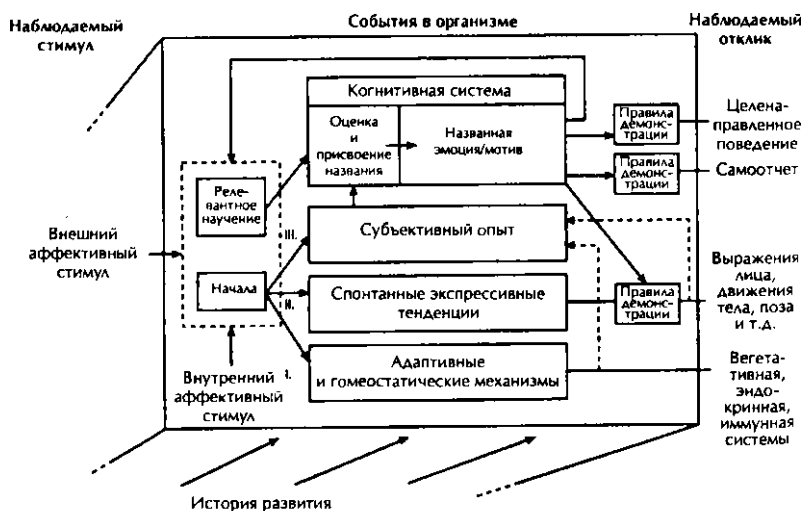 События в организме
Наблюдаемый
стимул
Наблюдаемый
отклик
Когнитивная система
Оценка
и
присвоение
названия
Названная
эмоция/мотив
Правила
демонс-
трации
Целена-
правленное
поведение
Правила
демонс-
трации
Самоотчет
Реле-
вантное
научение
Внешний
аффективный
стимул
III.
Субъективный опыт
Начала
II.
Спонтанные экспрессивные
тенденции
Правила
демонстрации
Выражения
лица,
движения
тела, поза
и т.д.
I.
Адаптивные
и гомеостатические механизмы
Внутренний
аффективный
стимул
Вегета-
тивная,
эндо-
кринная,
иммунная
системы
История развития